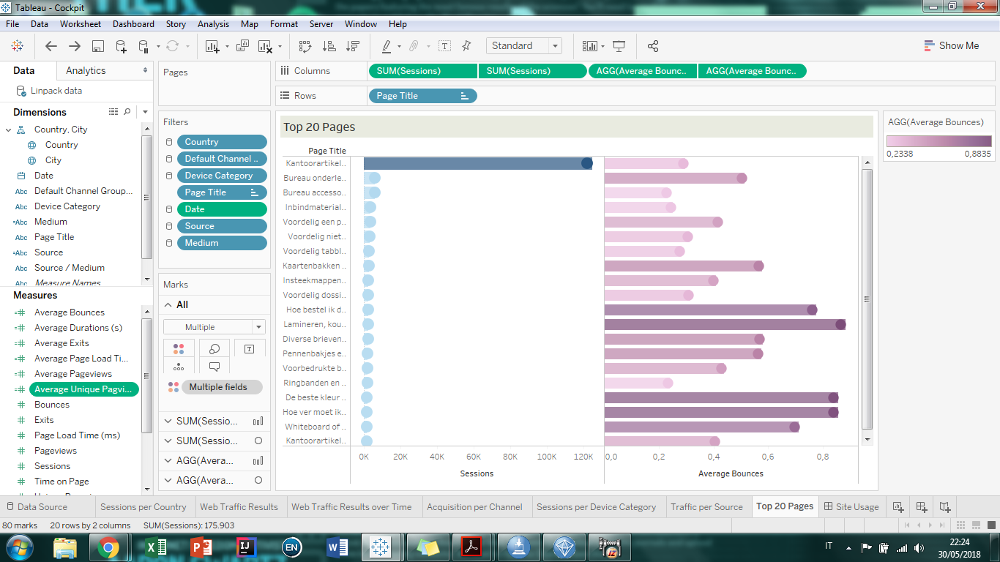 Tableau - Cockpit
File Data Worksheet Dashboard Story Analysis Map Format Server Window Help
Standard
Show Me
Data
Analytics
Linpack data
Dimensions
Country, City
Country
City
Date
Abc Default Channel Group...
Abc Device Category
=Abc Medium
Abc Page Title
=Abc Source
Abc Source / Medium
Abc Measure Names
Measures
Average Bounces
Average Durations (s)
Average Exits
Average Page Load Ti...
Average Pageviews
Average Unique Pagvi...
Bounces
Exits
Page Load Time (ms)
Pageviews
Sessions
Time on Page
Pages
Filters
Country
Default Channel ..
Device Category
Page Title
Date
Source
Medium
Marks
All
Multiple
Multiple fields
SUM(Sessio...
SUM(Sessio...
AGG(Avera...
AGG(Avera...
Columns
SUM(Sessions)
SUM(Sessions)
AGG(Average Bounc..
AGG(Average Bounc..
Rows
Page Title
Top 20 Pages
Page Title
Kantoorartikel..
Bureau onderle..
Bureau accesso..
Inbindmaterial..
Voordelig een p..
Voordelig niet..
Voordelig tabbl..
Kaartenbakken ..
Insteekmappen..
Voordelig dossi..
Hoe bestel ik d..
Lamineren, kou..
Diverse brieven..
Pennenbakjes e..
Voorbedrukte b..
Ringbanden en ..
De beste kleur ..
Hoe ver moet ik..
Whiteboard of ..
Kantoorartikel..
0K 20K 40K 60K 80K 100K 120K
Sessions
0,0 0,2 0,4 0,6 0,8
Average Bounces
AGG(Average Bounces)
0,2338 0,8835
Data Source
Sessions per Country
Web Traffic Results
Web Traffic Results over Time
Acquisition per Channel
Sessions per Device Category
Traffic per Source
Top 20 Pages
Site Usage
80 marks 20 rows by 2 columns SUM(Sessions): 175.903
EN
IT
22:24
30/05/2018